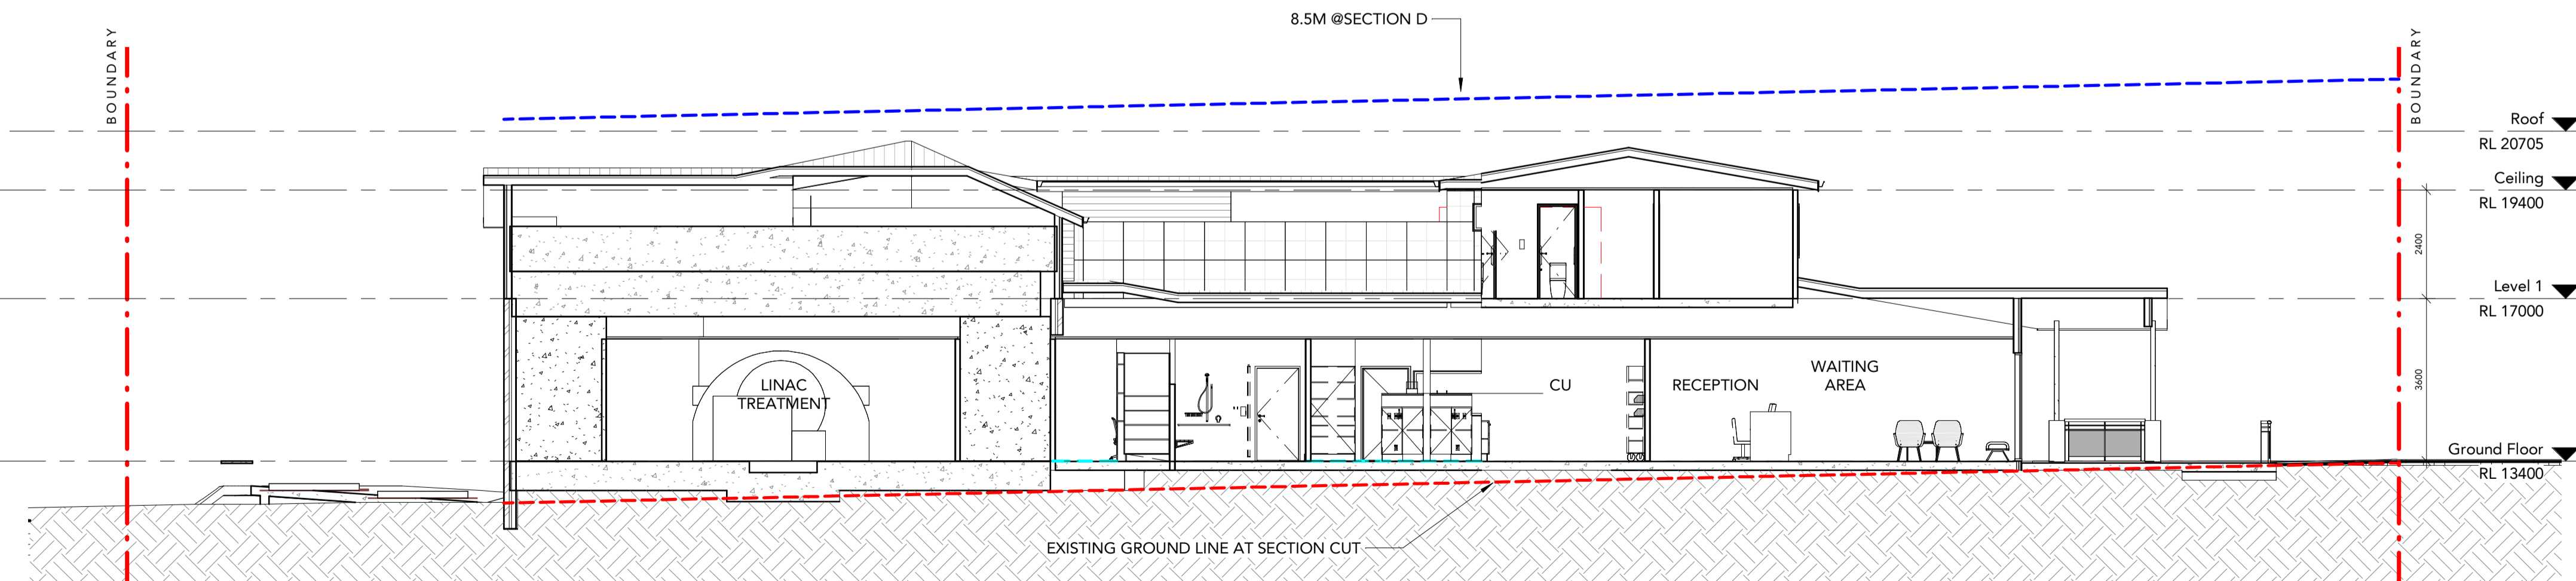 8.5M @SECTION D
BOUNDARY
BOUNDARY
Roof
RL 20705
Ceiling
RL 19400
2400
Level 1
RL 17000
3600
LINAC
TREATMENT
CU
RECEPTION
WAITING
AREA
Ground Floor
RL 13400
EXISTING GROUND LINE AT SECTION CUT